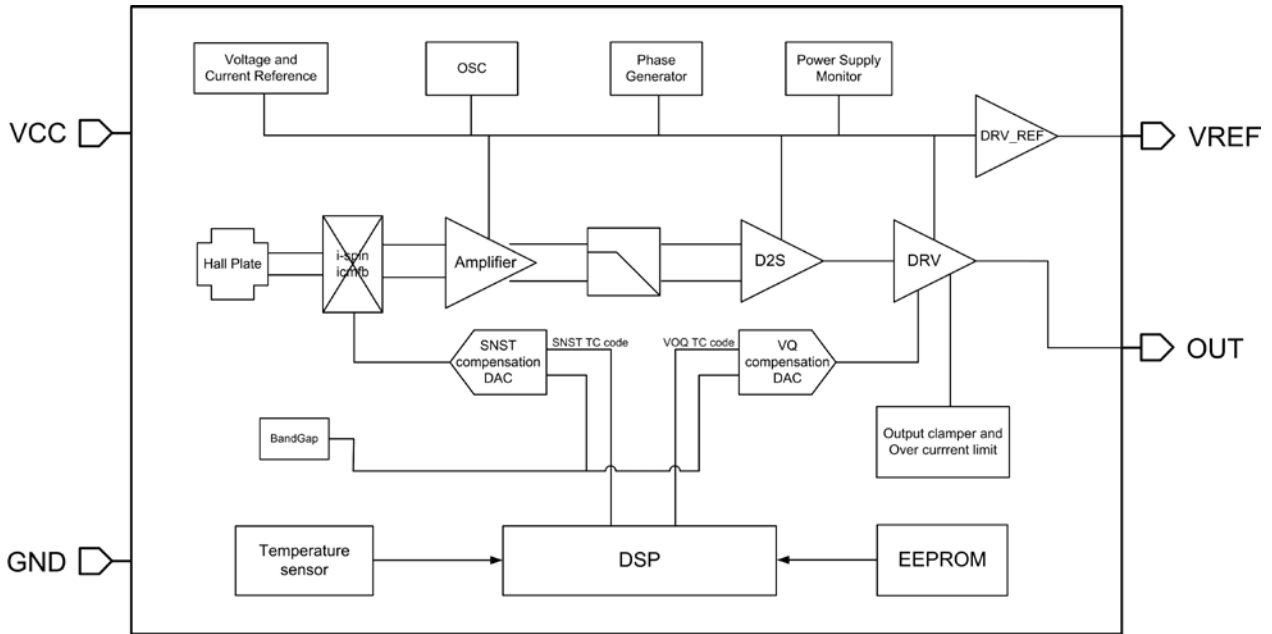 Voltage and
Current Reference
OSC
Phase
Generator
Power Supply
Monitor
VCC
DRV_REF
VREF
Hall Plate
i-spin
icmfb
Amplifier
D2S
DRV
SNST
compensation
DAC
SNST TC code
VOQ TC code
VQ
compensation
DAC
OUT
BandGap
Output clamper and
Over currrent limit
GND
Temperature
sensor
DSP
EEPROM